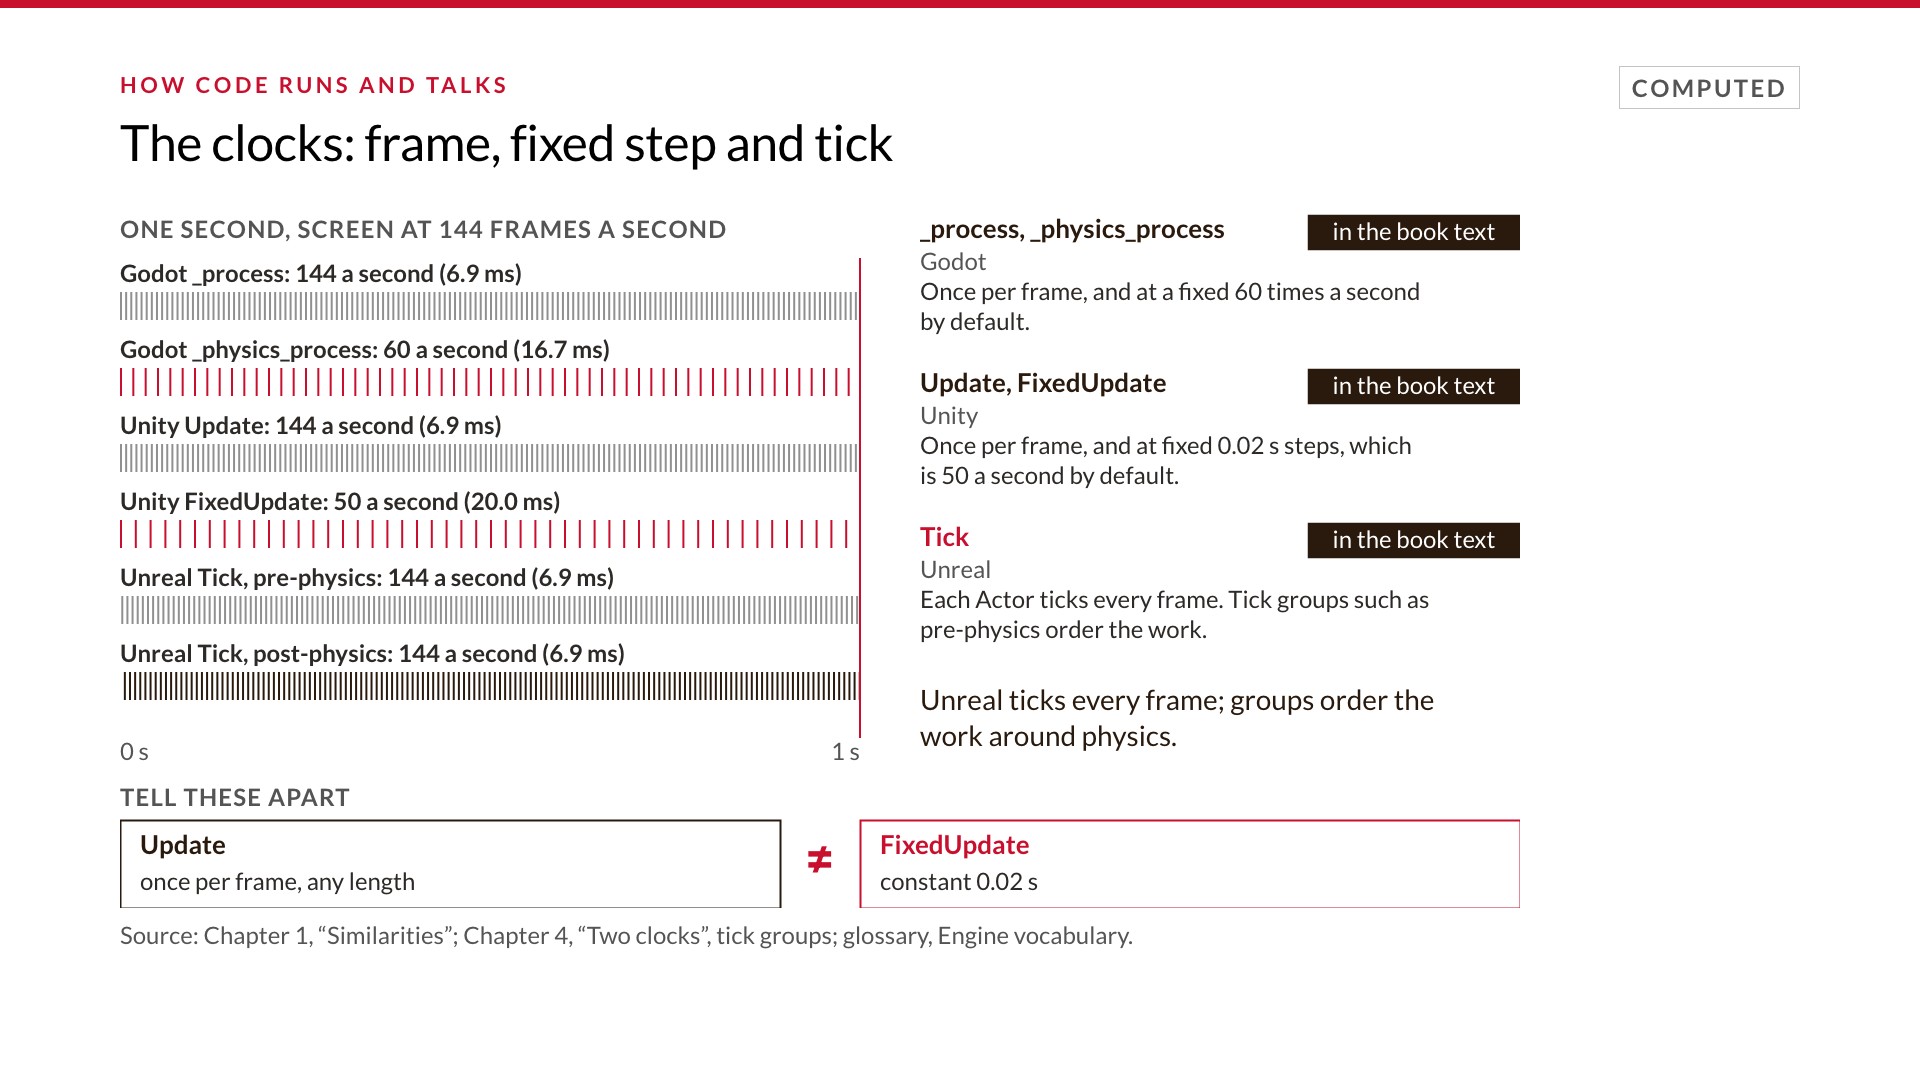 HOW CODE RUNS AND TALKS
COMPUTED
The clocks: frame, fixed step and tick
ONE SECOND, SCREEN AT 144 FRAMES A SECOND
Godot _process: 144 a second (6.9 ms)
Godot _physics_process: 60 a second (16.7 ms)
Unity Update: 144 a second (6.9 ms)
Unity FixedUpdate: 50 a second (20.0 ms)
Unreal Tick, pre-physics: 144 a second (6.9 ms)
Unreal Tick, post-physics: 144 a second (6.9 ms)
0 s
1 s
_process, _physics_process
in the book text
Godot
Once per frame, and at a fixed 60 times a second
by default.
Update, FixedUpdate
in the book text
Unity
Once per frame, and at fixed 0.02 s steps, which
is 50 a second by default.
Tick
in the book text
Unreal
Each Actor ticks every frame. Tick groups such as
pre-physics order the work.
Unreal ticks every frame; groups order the
work around physics.
TELL THESE APART
Update
once per frame, any length
≠
FixedUpdate
constant 0.02 s
Source: Chapter 1, “Similarities”; Chapter 4, “Two clocks”, tick groups; glossary, Engine vocabulary.